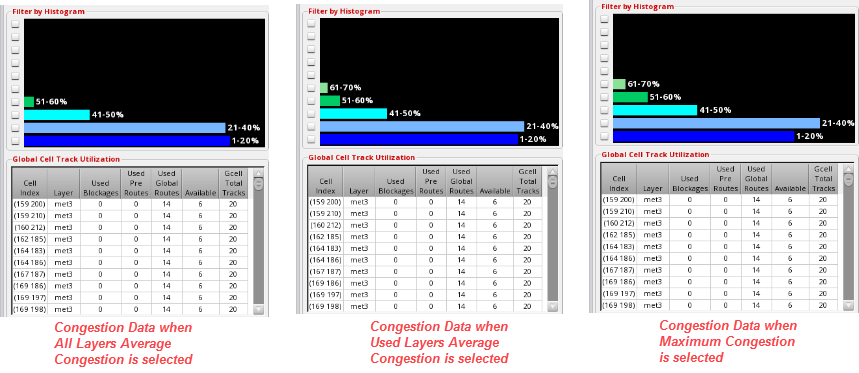 Filter by Histogram
51-60%
41-50%
21-40%
1-20%
Global Cell Track Utilization
Cell Index Layer Used Blockages Used Pre Routes Used Global Routes Available Gcell Total Tracks
(159 200) met3 0 0 14 6 20
(159 210) met3 0 0 14 6 20
(160 212) met3 0 0 14 6 20
(162 185) met3 0 0 14 6 20
(164 183) met3 0 0 14 6 20
(164 186) met3 0 0 14 6 20
(167 187) met3 0 0 14 6 20
(169 186) met3 0 0 14 6 20
(169 197) met3 0 0 14 6 20
(169 198) met3 0 0 14 6 20
Congestion Data when
All Layers Average
Congestion is selected
Filter by Histogram
61-70%
51-60%
41-50%
21-40%
1-20%
Global Cell Track Utilization
Cell Index Layer Used Blockages Used Pre Routes Used Global Routes Available Gcell Total Tracks
(159 200) met3 0 0 14 6 20
(159 210) met3 0 0 14 6 20
(160 212) met3 0 0 14 6 20
(162 185) met3 0 0 14 6 20
(164 183) met3 0 0 14 6 20
(164 186) met3 0 0 14 6 20
(167 187) met3 0 0 14 6 20
(169 186) met3 0 0 14 6 20
(169 197) met3 0 0 14 6 20
(169 198) met3 0 0 14 6 20
Congestion Data when
Used Layers Average
Congestion is selected
Filter by Histogram
61-70%
51-60%
41-50%
21-40%
1-20%
Global Cell Track Utilization
Cell Index Layer Used Blockages Used Pre Routes Used Global Routes Available Gcell Total Tracks
(159 200) met3 0 0 14 6 20
(159 210) met3 0 0 14 6 20
(160 212) met3 0 0 14 6 20
(162 185) met3 0 0 14 6 20
(164 183) met3 0 0 14 6 20
(164 186) met3 0 0 14 6 20
(167 187) met3 0 0 14 6 20
(169 186) met3 0 0 14 6 20
(169 197) met3 0 0 14 6 20
(169 198) met3 0 0 14 6 20
Congestion Data when
Maximum Congestion
is selected